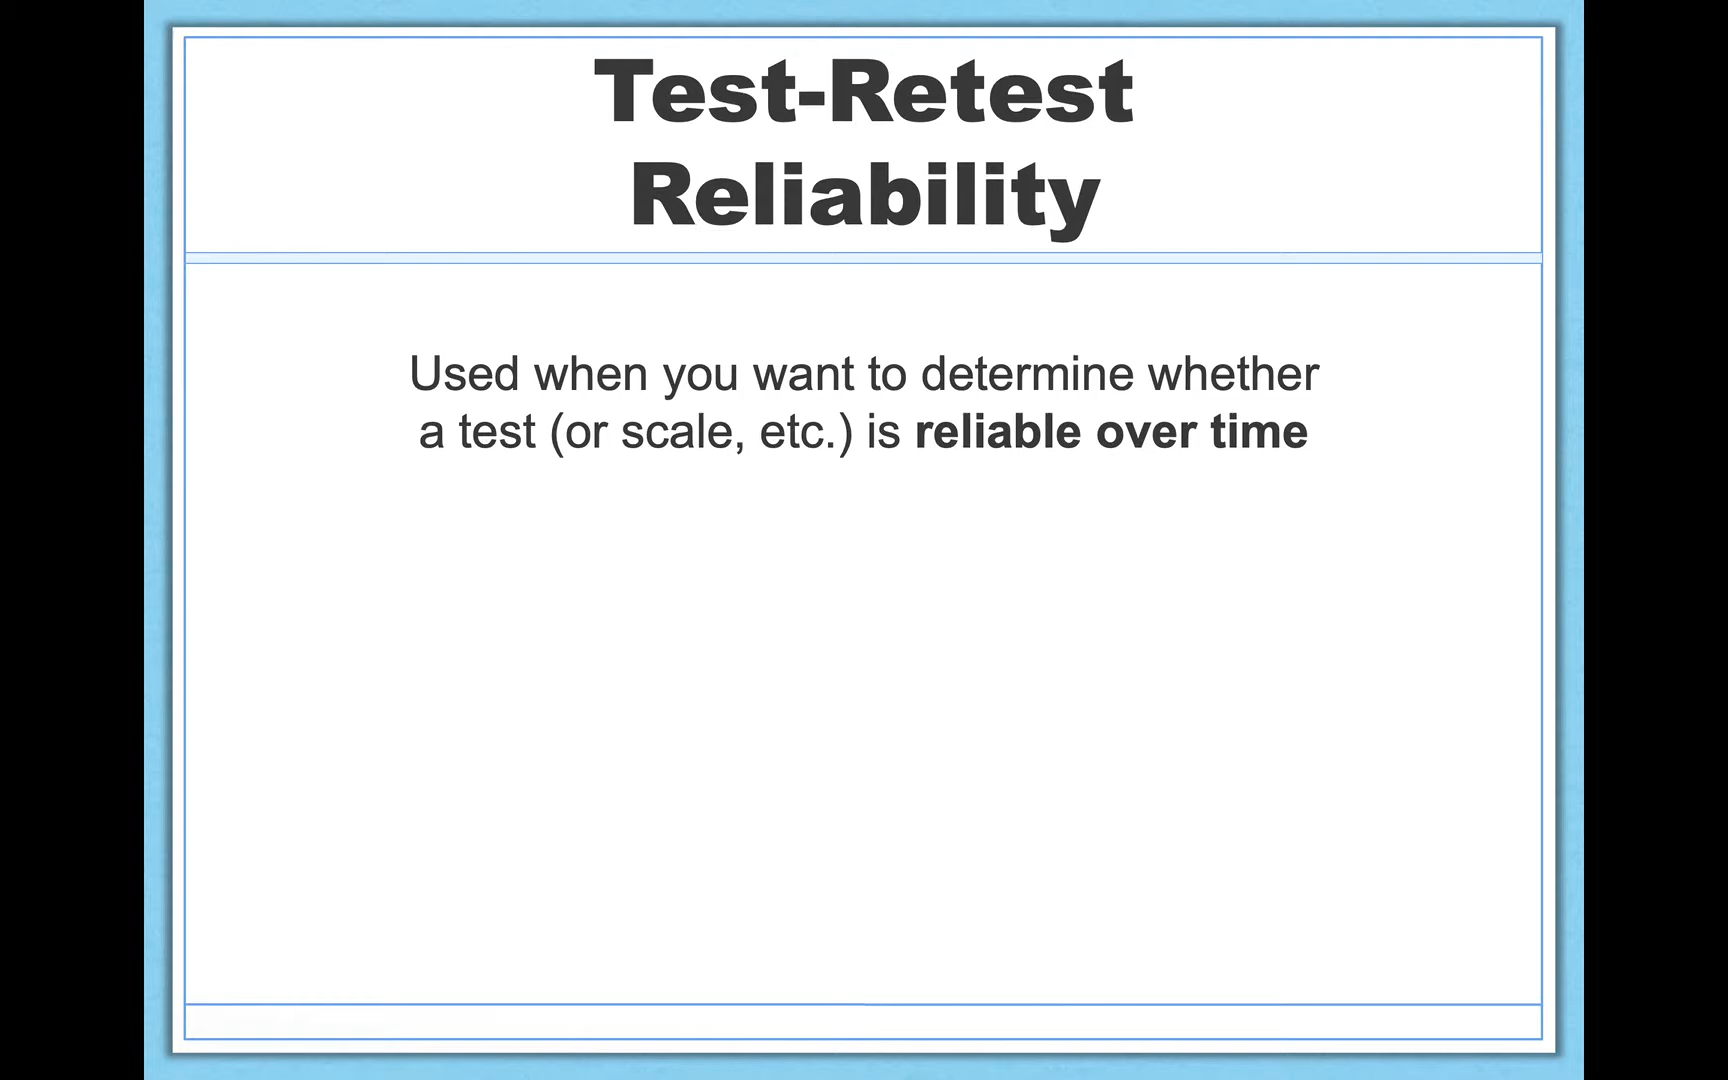 Test-Retest
Reliability
Used when you want to determine whether
a test (or scale, etc.) is reliable over time